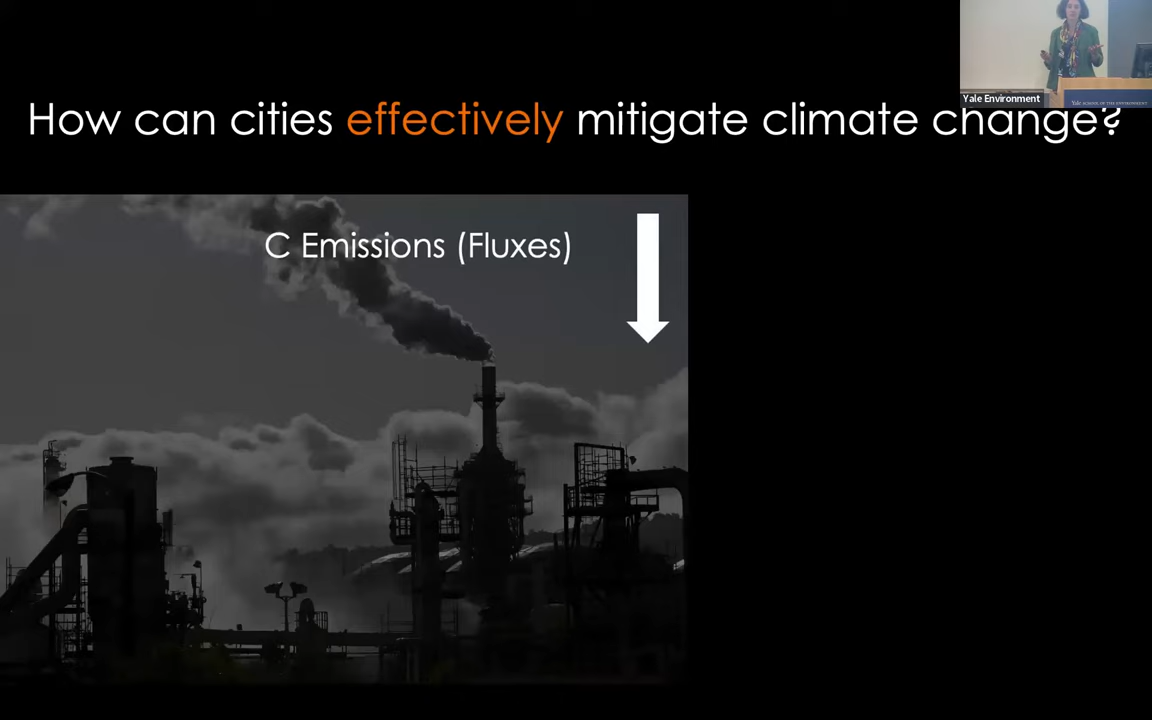 How can cities effectively mitigate climate change?
Yale Environment
Yale SCHOOL OF THE ENVIRONMENT
C Emissions (Fluxes)